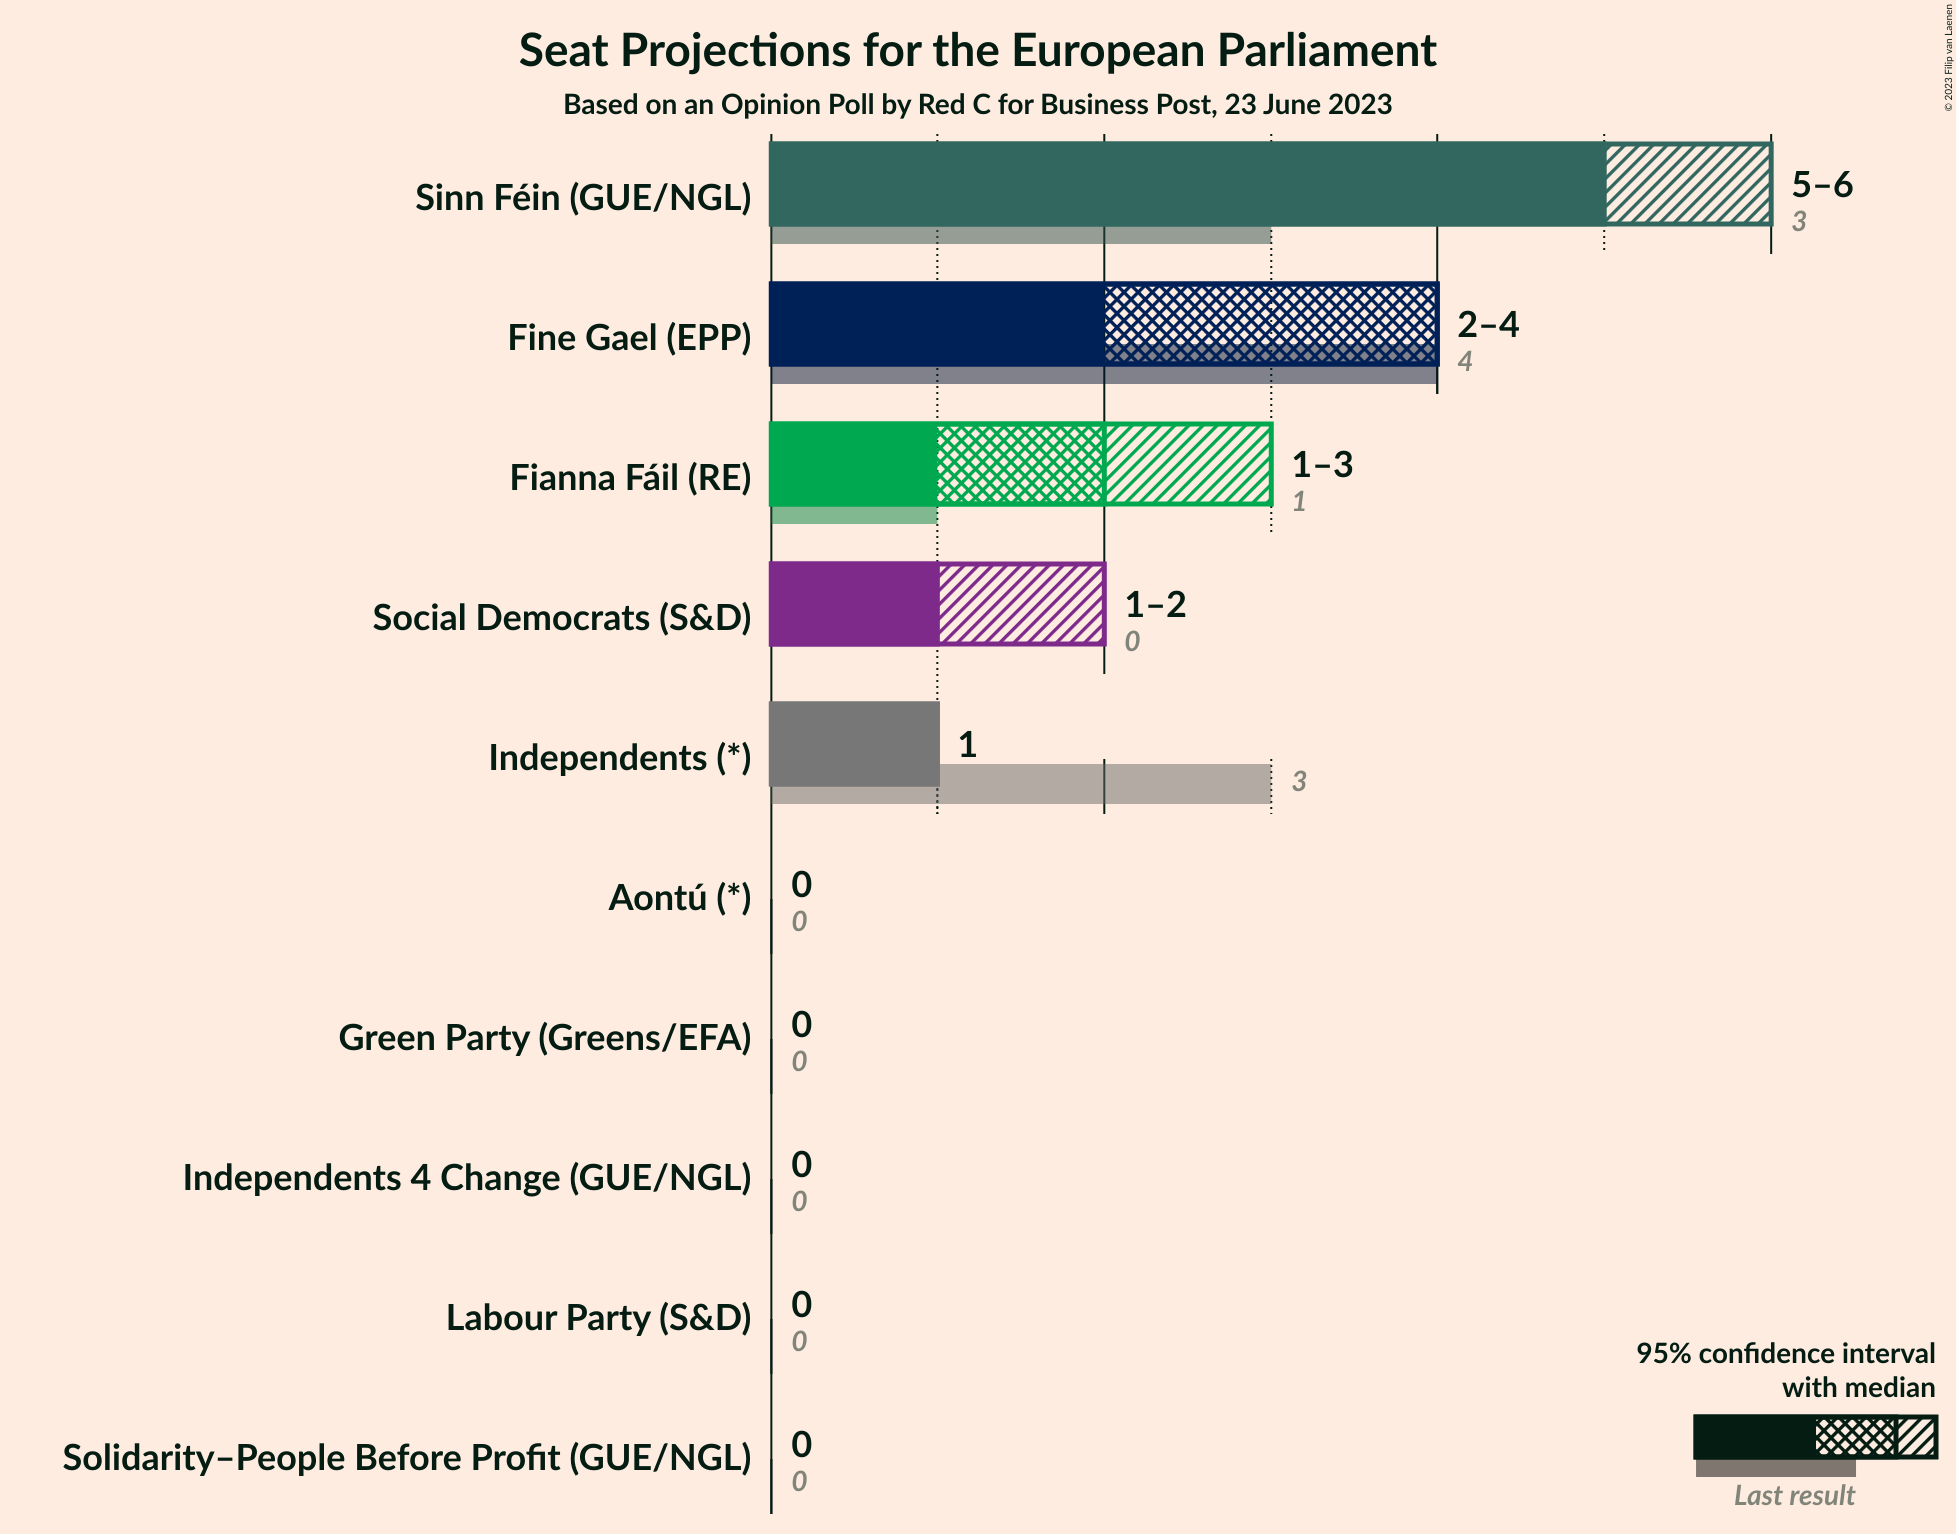 Seat Projections for the European Parliament
Based on an Opinion Poll by Red C for Business Post, 23 June 2023
© 2023 Filip van Laenen
Sinn Féin (GUE/NGL)
5–6
3
Fine Gael (EPP)
2–4
4
Fianna Fáil (RE)
1–3
1
Social Democrats (S&D)
1–2
0
Independents (*)
1
3
Aontú (*)
0
0
Green Party (Greens/EFA)
0
0
Independents 4 Change (GUE/NGL)
0
0
Labour Party (S&D)
0
0
Solidarity–People Before Profit (GUE/NGL)
0
0
95% confidence interval
with median
Last result